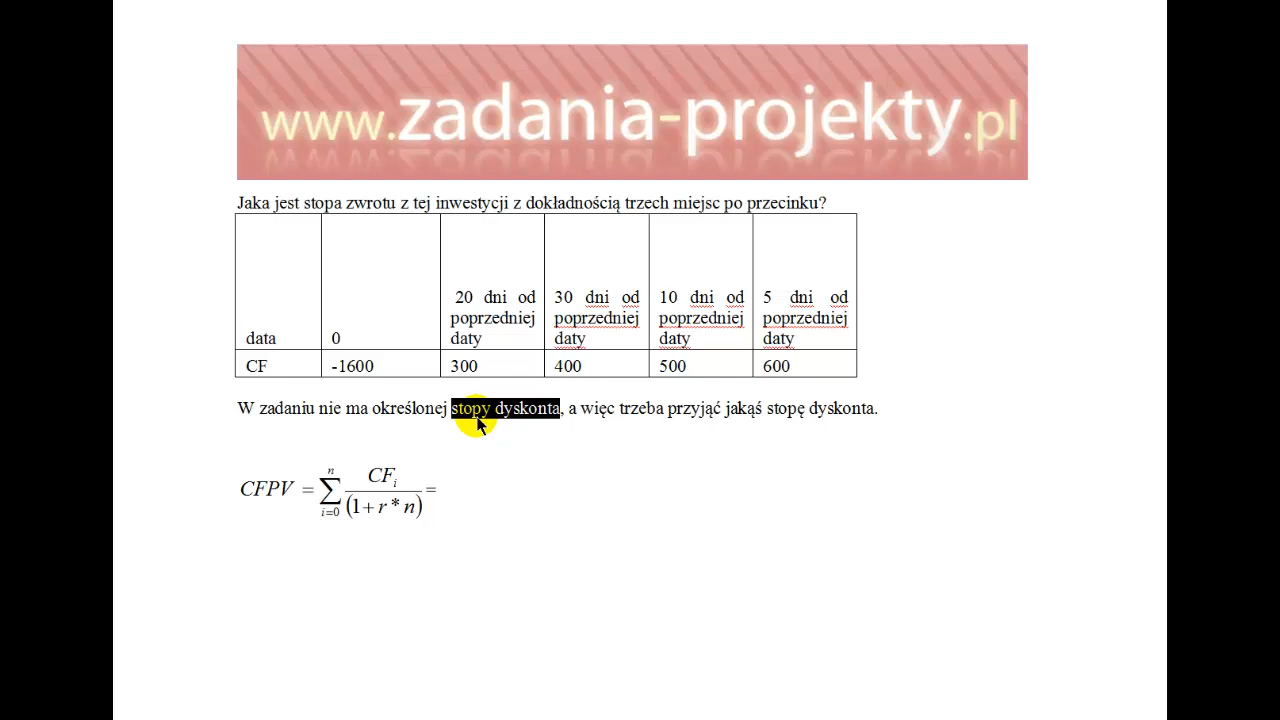 www.zadania-projekty.pl
Jaka jest stopa zwrotu z tej inwestycji z dokładnością trzech miejsc po przecinku?
data 0 20 dni od poprzedniej daty 30 dni od poprzedniej daty 10 dni od poprzedniej daty 5 dni od poprzedniej daty
CF -1600 300 400 500 600
W zadaniu nie ma określonej stopy dyskonta, a więc trzeba przyjąć jakąś stopę dyskonta.
CFPV = \sum_{i=0}^{n} \frac{CF_i}{(1+r*n)} =